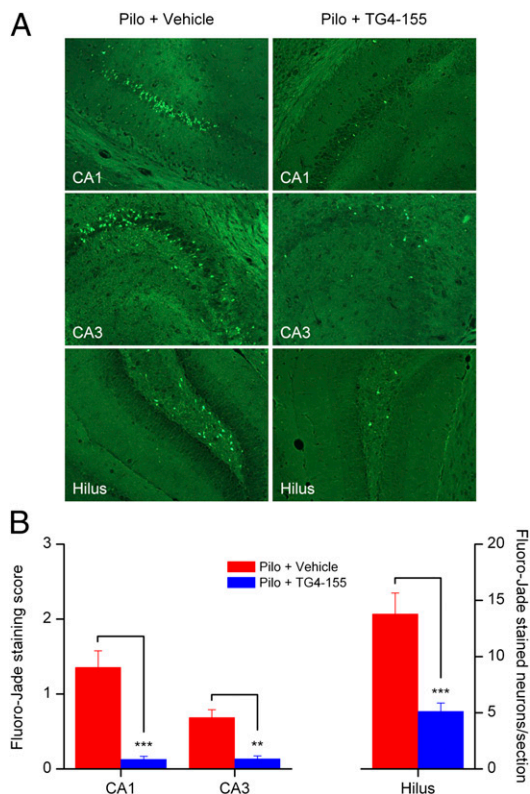 A
Pilo + Vehicle
Pilo + TG4-155
CA1
CA1
CA3
CA3
Hilus
Hilus
B
3
2
1
0
Fluoro-Jade staining score
Pilo + Vehicle
Pilo + TG4-155
***
**
***
CA1
CA3
Hilus
20
15
10
5
0
Fluoro-Jade stained
neurons/section